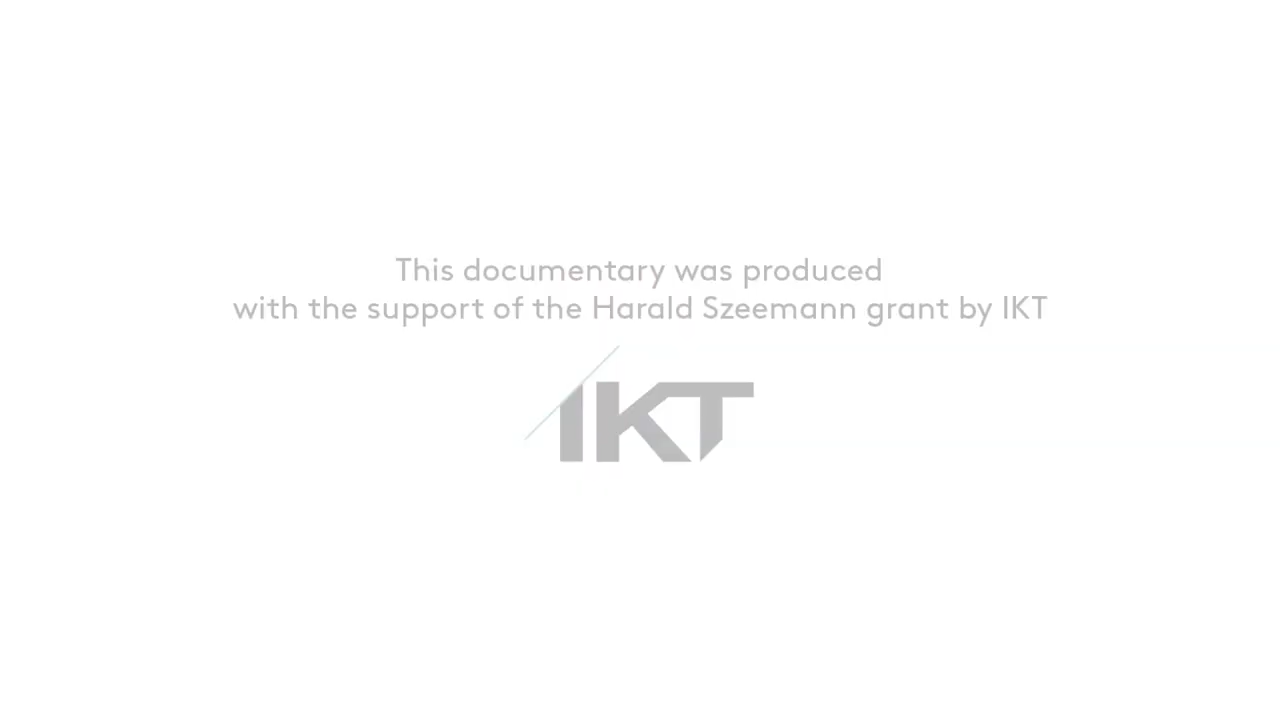 This documentary was produced
with the support of the Harald Szeemann grant by IKT
IKT